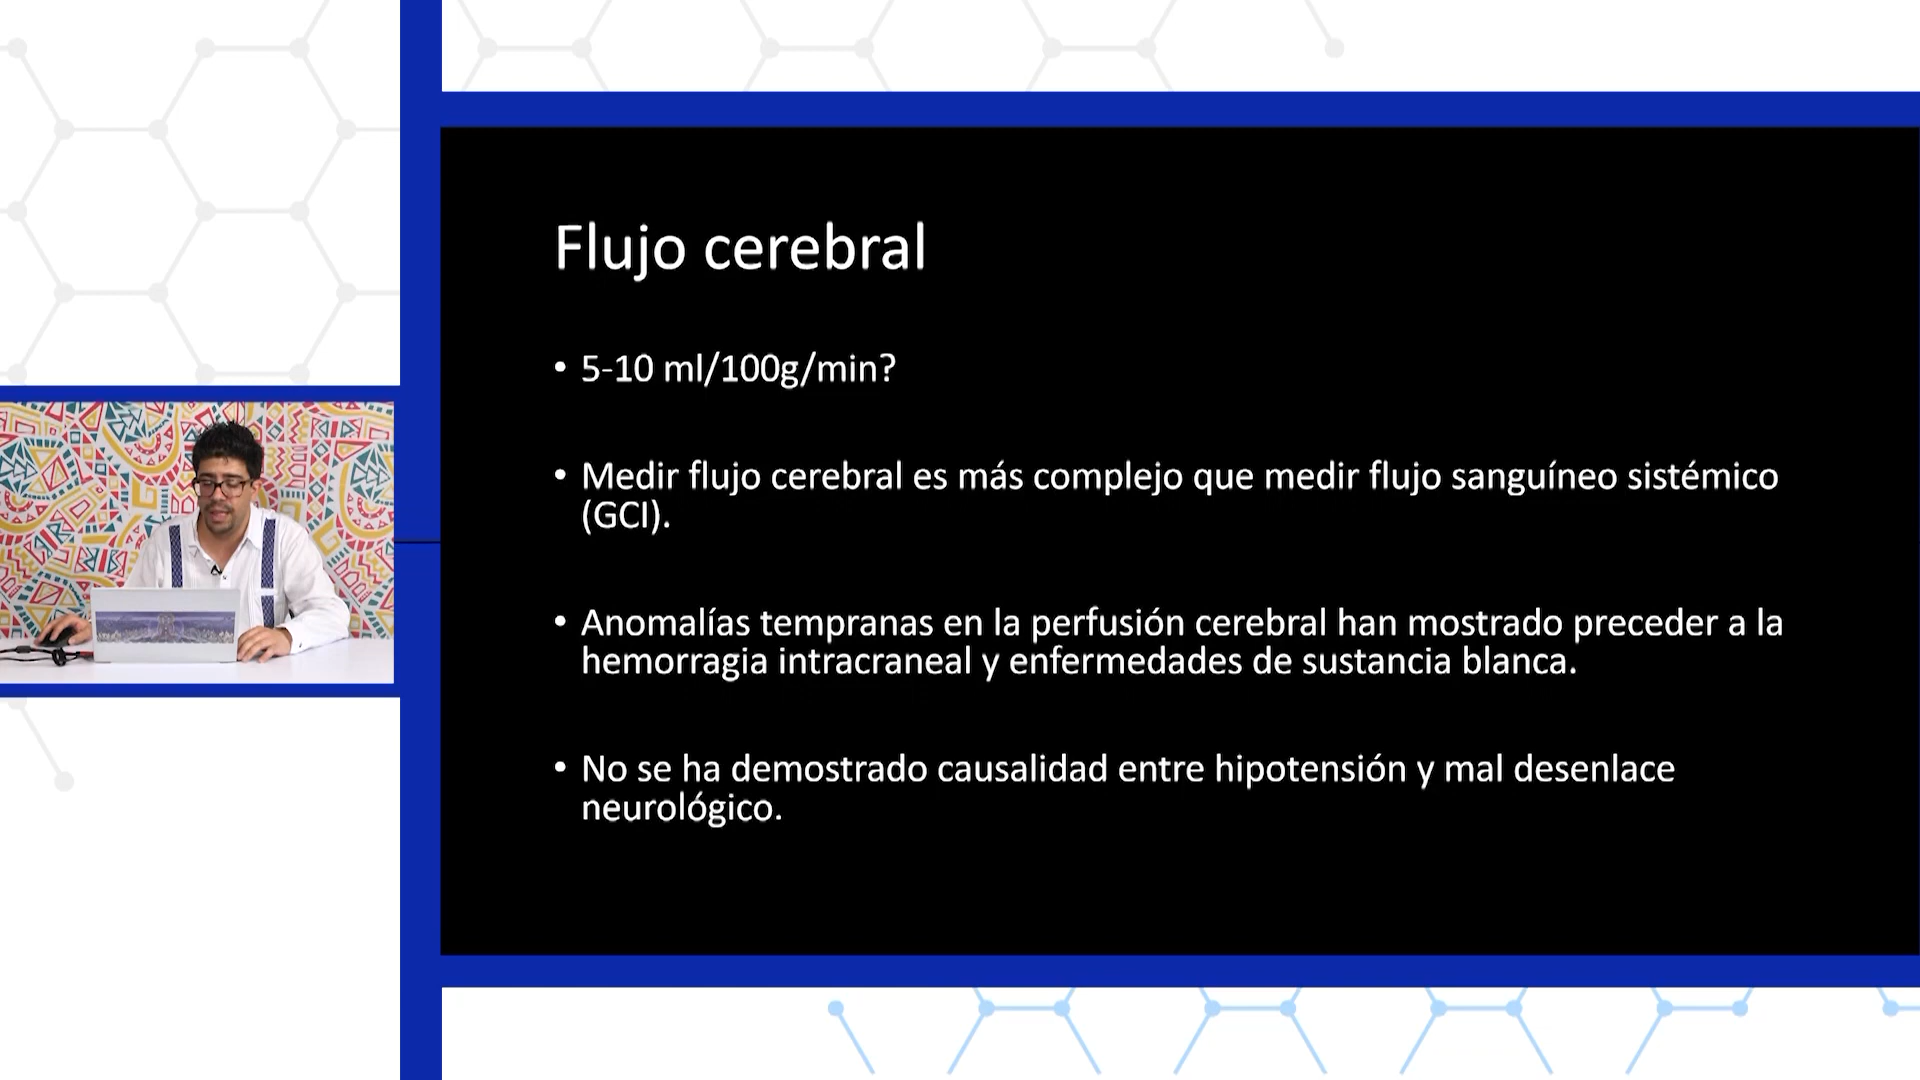 Flujo cerebral
• 5-10 ml/100g/min?
• Medir flujo cerebral es más complejo que medir flujo sanguíneo sistémico
(GCI).
• Anomalías tempranas en la perfusión cerebral han mostrado preceder a la
hemorragia intracraneal y enfermedades de sustancia blanca.
• No se ha demostrado causalidad entre hipotensión y mal desenlace
neurológico.